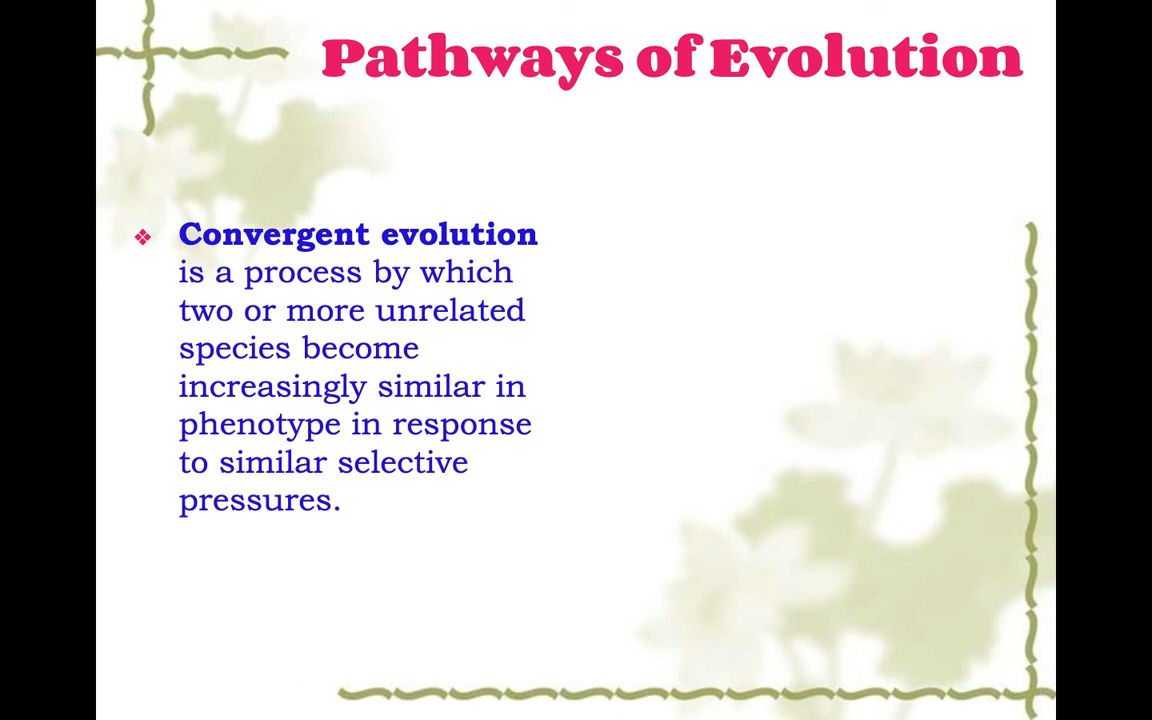 Pathways of Evolution
❖ Convergent evolution
is a process by which
two or more unrelated
species become
increasingly similar in
phenotype in response
to similar selective
pressures.